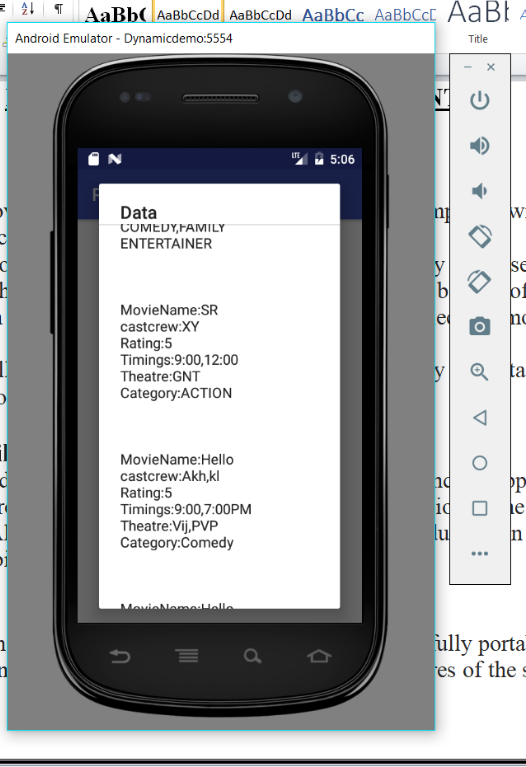 AaBb( AaBbCcDd AaBbCcDd AaBbCc AaBbCcD AaBb
Title
Android Emulator - Dynamicdemo:5554
LTE 5:06
Data
COMEDY,FAMILY
ENTERTAINER
MovieName:SR
castcrew:XY
Rating:5
Timings:9:00,12:00
Theatre:GNT
Category:ACTION
MovieName:Hello
castcrew:Akh,kl
Rating:5
Timings:9:00,7:00PM
Theatre:Vij,PVP
Category:Comedy
MovieName:Hello
fully porta
res of the s